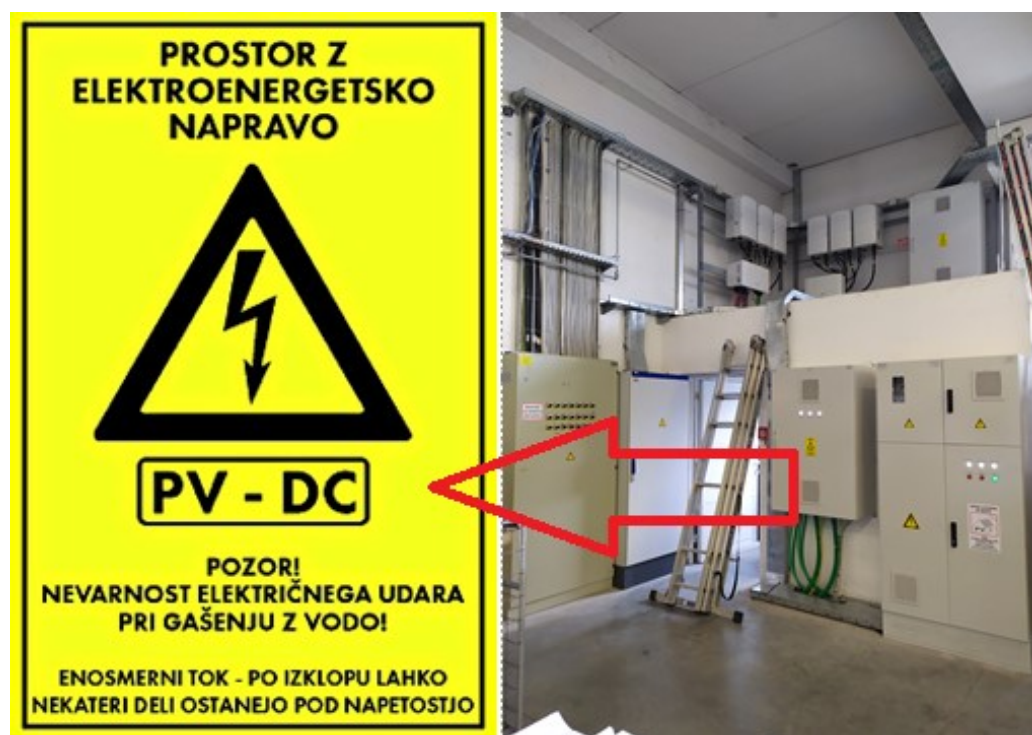 PROSTOR Z
ELEKTROENERGETSKO
NAPRAVO
PV - DC
POZOR!
NEVARNOST ELEKTRIČNEGA UDARA
PRI GAŠENJU Z VODO!
ENOSMERNI TOK - PO IZKLOPU LAHKO
NEKATERI DELI OSTANEJO POD NAPETOSTJO